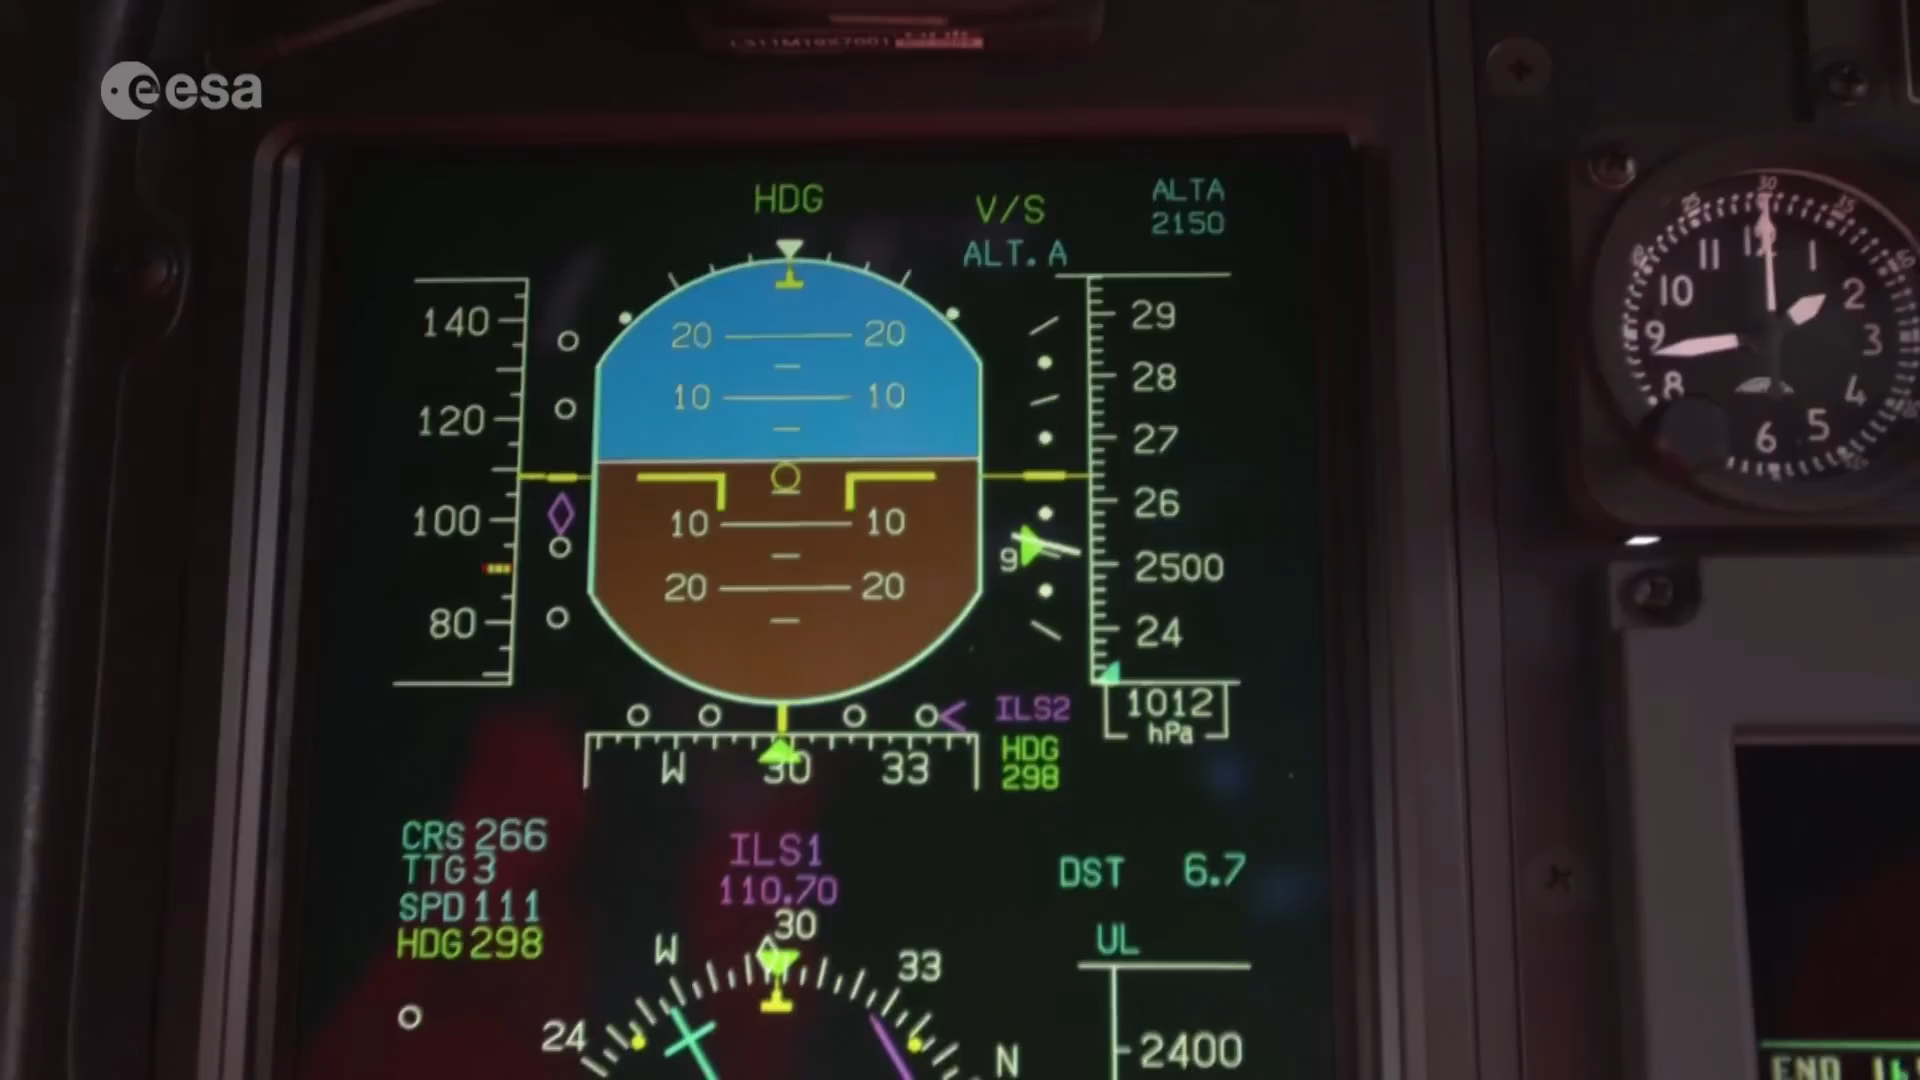 esa
HDG
V/S
ALT.A
ALTA
2150
140
120
100
80
20 20
10 10
10 10
20 20
29
28
27
26
2500
24
9
1012
hPa
ILS2
HDG
298
W 30 33
CRS 266
TTG 3
SPD 111
HDG 298
ILS1
110.70
DST 6.7
UL
2400
24 W 30 33 N
30
35
11 12 1
10 2
9 3
8 4
6 5
END